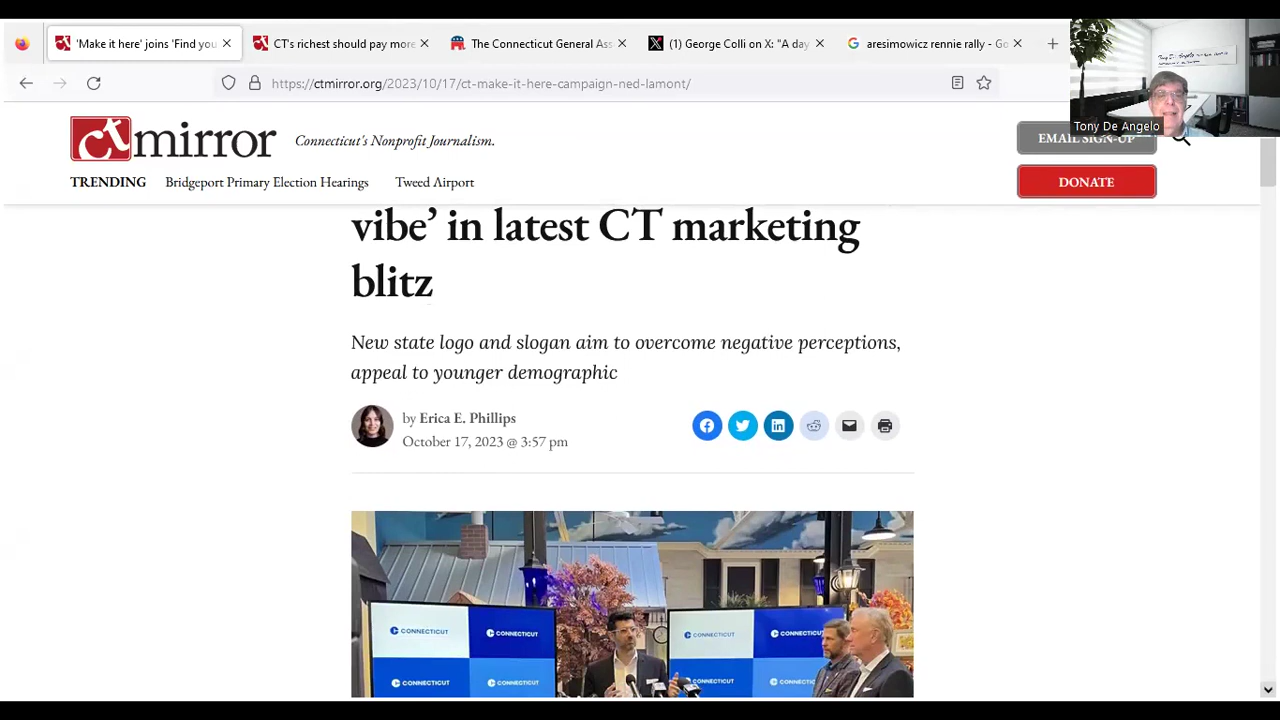 'Make it here' joins 'Find you
CT's richest should pay more
The Connecticut General Ass
(1) George Colli on X: "A day
aresimowicz rennie rally - Go
https://ctmirror.org/2023/10/17/ct-make-it-here-campaign-ned-lamont/
ct mirror
Connecticut's Nonprofit Journalism.
EMAIL SIGN-UP
Tony De Angelo
TRENDING
Bridgeport Primary Election Hearings
Tweed Airport
DONATE
vibe' in latest CT marketing
blitz
New state logo and slogan aim to overcome negative perceptions,
appeal to younger demographic
by Erica E. Phillips
October 17, 2023 @ 3:57 pm
CONNECTICUT
CONNECTICUT
CONNECTICUT
CONNECTICUT
CONNECTICUT
CONNECTICUT
CONNECTICUT